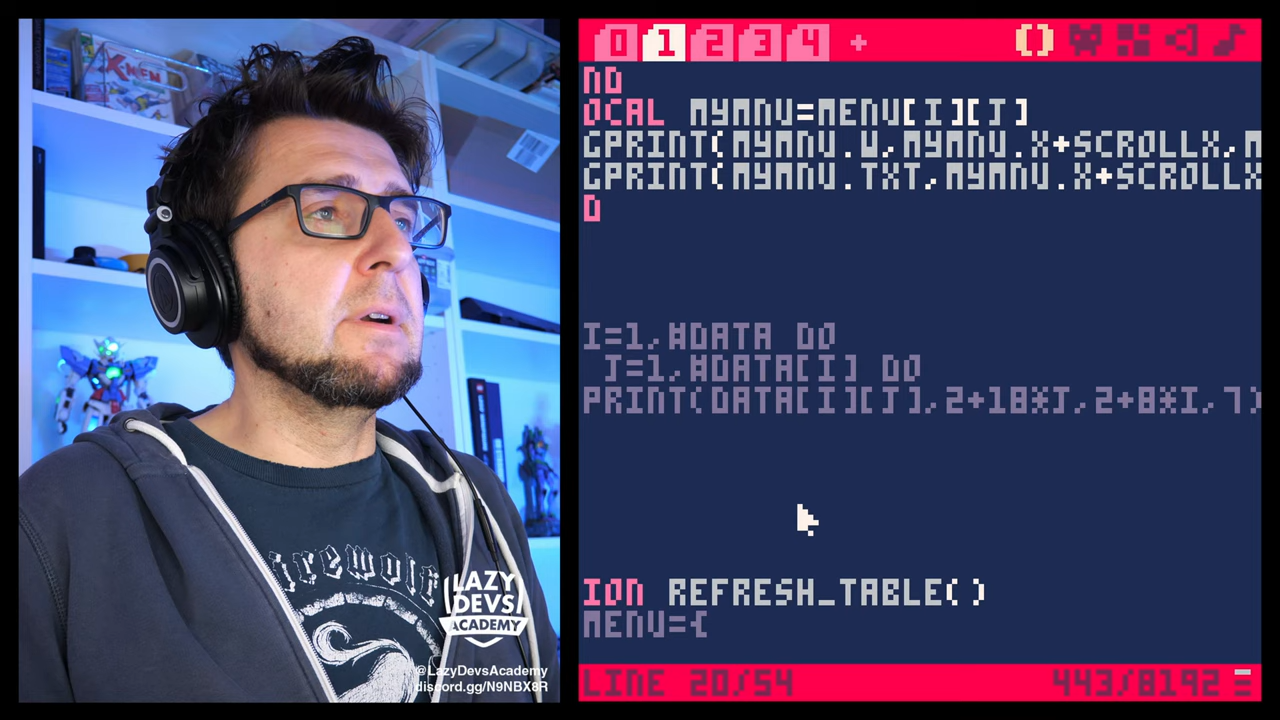 X-MEN
irewolf
LAZY
DEVS
ACADEMY
@LazyDevsAcademy
discord.gg/N9NBX8R
0 1 2 3 4 +
ND
OCAL MYMNU=MENU[I][J]
GPRINT(MYMNU.W,MYMNU.X+SCROLLX,M
GPRINT(MYMNU.TXT,MYMNU.X+SCROLLX
D
I=1,#DATA DO
J=1,#DATA[I] DO
PRINT(DATA[I][J],2+18*J,2+8*I,7)
ION REFRESH_TABLE()
MENU={
LINE 20/54
443/8192